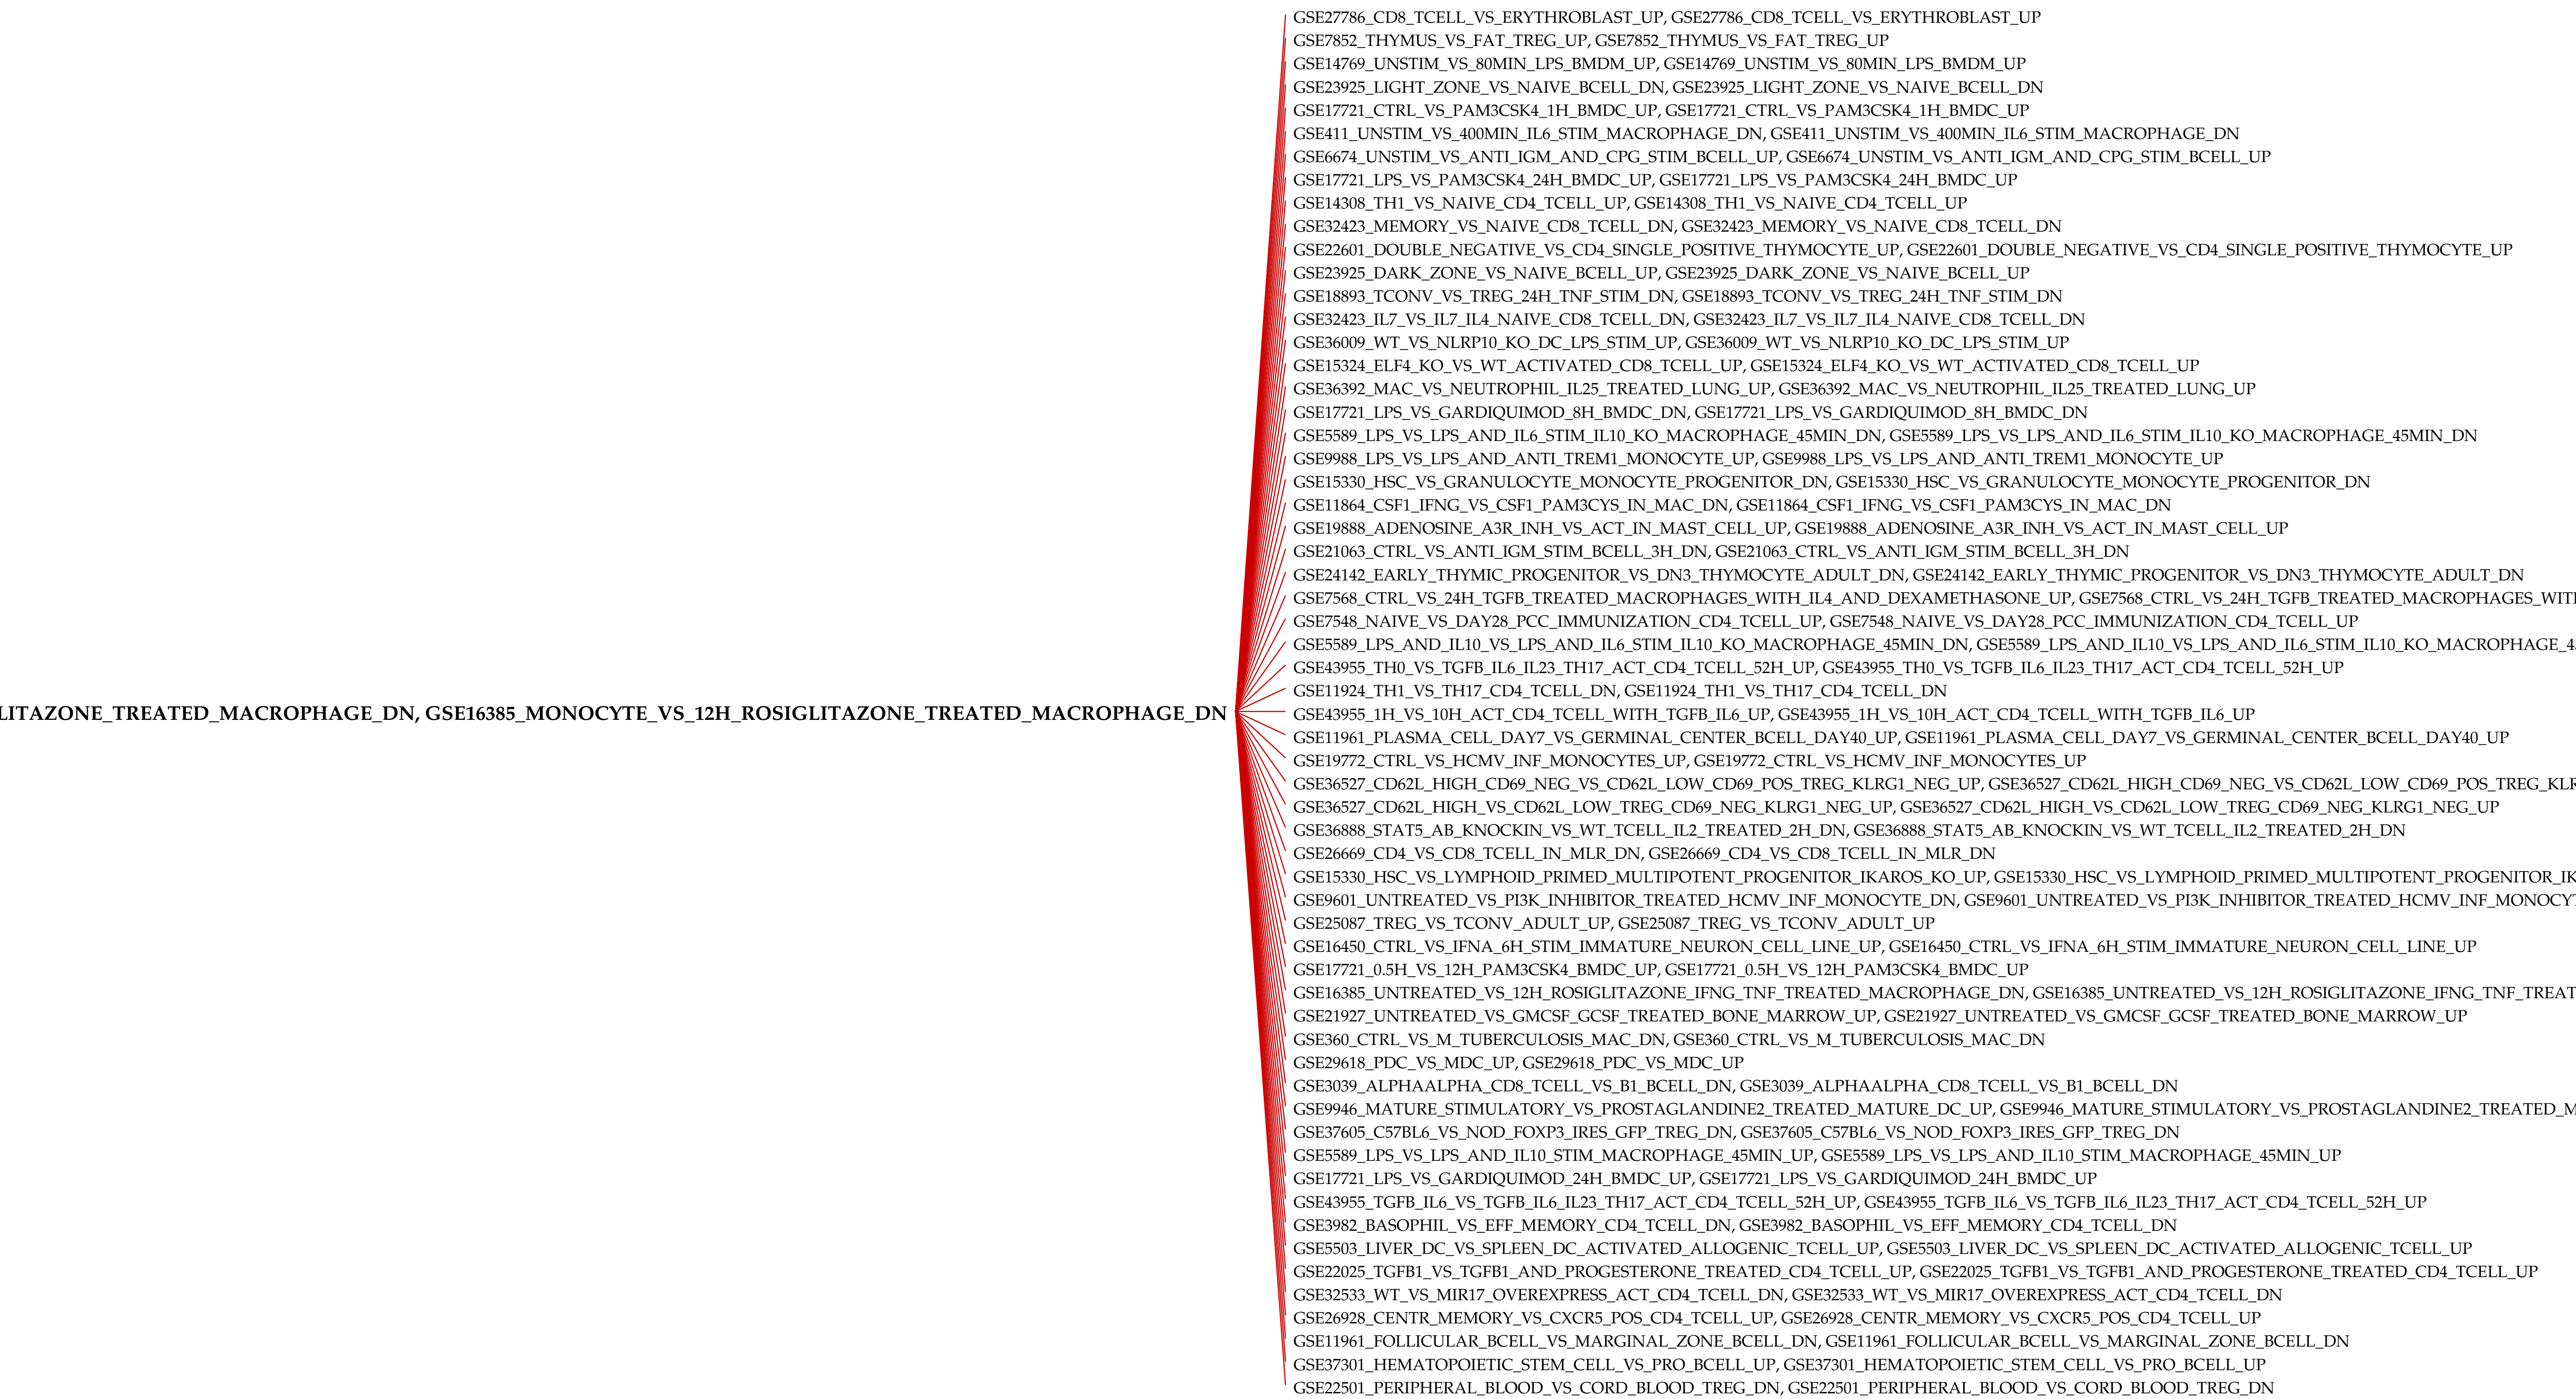 GSE27786_CD8_TCELL_VS_ERYTHROBLAST_UP, GSE27786_CD8_TCELL_VS_ERYTHROBLAST_UP
GSE7852_THYMUS_VS_FAT_TREG_UP, GSE7852_THYMUS_VS_FAT_TREG_UP
GSE14769_UNSTIM_VS_80MIN_LPS_BMDM_UP, GSE14769_UNSTIM_VS_80MIN_LPS_BMDM_UP
GSE23925_LIGHT_ZONE_VS_NAIVE_BCELL_DN, GSE23925_LIGHT_ZONE_VS_NAIVE_BCELL_DN
GSE17721_CTRL_VS_PAM3CSK4_1H_BMDC_UP, GSE17721_CTRL_VS_PAM3CSK4_1H_BMDC_UP
GSE411_UNSTIM_VS_400MIN_IL6_STIM_MACROPHAGE_DN, GSE411_UNSTIM_VS_400MIN_IL6_STIM_MACROPHAGE_DN
GSE6674_UNSTIM_VS_ANTI_IGM_AND_CPG_STIM_BCELL_UP, GSE6674_UNSTIM_VS_ANTI_IGM_AND_CPG_STIM_BCELL_UP
GSE17721_LPS_VS_PAM3CSK4_24H_BMDC_UP, GSE17721_LPS_VS_PAM3CSK4_24H_BMDC_UP
GSE14308_TH1_VS_NAIVE_CD4_TCELL_UP, GSE14308_TH1_VS_NAIVE_CD4_TCELL_UP
GSE32423_MEMORY_VS_NAIVE_CD8_TCELL_DN, GSE32423_MEMORY_VS_NAIVE_CD8_TCELL_DN
GSE22601_DOUBLE_NEGATIVE_VS_CD4_SINGLE_POSITIVE_THYMOCYTE_UP, GSE22601_DOUBLE_NEGATIVE_VS_CD4_SINGLE_POSITIVE_THYMOCYTE_UP
GSE23925_DARK_ZONE_VS_NAIVE_BCELL_UP, GSE23925_DARK_ZONE_VS_NAIVE_BCELL_UP
GSE18893_TCONV_VS_TREG_24H_TNF_STIM_DN, GSE18893_TCONV_VS_TREG_24H_TNF_STIM_DN
GSE32423_IL7_VS_IL7_IL4_NAIVE_CD8_TCELL_DN, GSE32423_IL7_VS_IL7_IL4_NAIVE_CD8_TCELL_DN
GSE36009_WT_VS_NLRP10_KO_DC_LPS_STIM_UP, GSE36009_WT_VS_NLRP10_KO_DC_LPS_STIM_UP
GSE15324_ELF4_KO_VS_WT_ACTIVATED_CD8_TCELL_UP, GSE15324_ELF4_KO_VS_WT_ACTIVATED_CD8_TCELL_UP
GSE36392_MAC_VS_NEUTROPHIL_IL25_TREATED_LUNG_UP, GSE36392_MAC_VS_NEUTROPHIL_IL25_TREATED_LUNG_UP
GSE17721_LPS_VS_GARDIQUIMOD_8H_BMDC_DN, GSE17721_LPS_VS_GARDIQUIMOD_8H_BMDC_DN
GSE5589_LPS_VS_LPS_AND_IL6_STIM_IL10_KO_MACROPHAGE_45MIN_DN, GSE5589_LPS_VS_LPS_AND_IL6_STIM_IL10_KO_MACROPHAGE_45MIN_DN
GSE9988_LPS_VS_LPS_AND_ANTI_TREM1_MONOCYTE_UP, GSE9988_LPS_VS_LPS_AND_ANTI_TREM1_MONOCYTE_UP
GSE15330_HSC_VS_GRANULOCYTE_MONOCYTE_PROGENITOR_DN, GSE15330_HSC_VS_GRANULOCYTE_MONOCYTE_PROGENITOR_DN
GSE11864_CSF1_IFNG_VS_CSF1_PAM3CYS_IN_MAC_DN, GSE11864_CSF1_IFNG_VS_CSF1_PAM3CYS_IN_MAC_DN
GSE19888_ADENOSINE_A3R_INH_VS_ACT_IN_MAST_CELL_UP, GSE19888_ADENOSINE_A3R_INH_VS_ACT_IN_MAST_CELL_UP
GSE21063_CTRL_VS_ANTI_IGM_STIM_BCELL_3H_DN, GSE21063_CTRL_VS_ANTI_IGM_STIM_BCELL_3H_DN
GSE24142_EARLY_THYMIC_PROGENITOR_VS_DN3_THYMOCYTE_ADULT_DN, GSE24142_EARLY_THYMIC_PROGENITOR_VS_DN3_THYMOCYTE_ADULT_DN
GSE7568_CTRL_VS_24H_TGFB_TREATED_MACROPHAGES_WITH_IL4_AND_DEXAMETHASONE_UP, GSE7568_CTRL_VS_24H_TGFB_TREATED_MACROPHAGES_WITH
GSE7548_NAIVE_VS_DAY28_PCC_IMMUNIZATION_CD4_TCELL_UP, GSE7548_NAIVE_VS_DAY28_PCC_IMMUNIZATION_CD4_TCELL_UP
GSE5589_LPS_AND_IL10_VS_LPS_AND_IL6_STIM_IL10_KO_MACROPHAGE_45MIN_DN, GSE5589_LPS_AND_IL10_VS_LPS_AND_IL6_STIM_IL10_KO_MACROPHAGE_4
GSE43955_TH0_VS_TGFB_IL6_IL23_TH17_ACT_CD4_TCELL_52H_UP, GSE43955_TH0_VS_TGFB_IL6_IL23_TH17_ACT_CD4_TCELL_52H_UP
GSE11924_TH1_VS_TH17_CD4_TCELL_DN, GSE11924_TH1_VS_TH17_CD4_TCELL_DN
LITAZONE_TREATED_MACROPHAGE_DN, GSE16385_MONOCYTE_VS_12H_ROSIGLITAZONE_TREATED_MACROPHAGE_DN
GSE43955_1H_VS_10H_ACT_CD4_TCELL_WITH_TGFB_IL6_UP, GSE43955_1H_VS_10H_ACT_CD4_TCELL_WITH_TGFB_IL6_UP
GSE11961_PLASMA_CELL_DAY7_VS_GERMINAL_CENTER_BCELL_DAY40_UP, GSE11961_PLASMA_CELL_DAY7_VS_GERMINAL_CENTER_BCELL_DAY40_UP
GSE19772_CTRL_VS_HCMV_INF_MONOCYTES_UP, GSE19772_CTRL_VS_HCMV_INF_MONOCYTES_UP
GSE36527_CD62L_HIGH_CD69_NEG_VS_CD62L_LOW_CD69_POS_TREG_KLRG1_NEG_UP, GSE36527_CD62L_HIGH_CD69_NEG_VS_CD62L_LOW_CD69_POS_TREG_KLR
GSE36527_CD62L_HIGH_VS_CD62L_LOW_TREG_CD69_NEG_KLRG1_NEG_UP, GSE36527_CD62L_HIGH_VS_CD62L_LOW_TREG_CD69_NEG_KLRG1_NEG_UP
GSE36888_STAT5_AB_KNOCKIN_VS_WT_TCELL_IL2_TREATED_2H_DN, GSE36888_STAT5_AB_KNOCKIN_VS_WT_TCELL_IL2_TREATED_2H_DN
GSE26669_CD4_VS_CD8_TCELL_IN_MLR_DN, GSE26669_CD4_VS_CD8_TCELL_IN_MLR_DN
GSE15330_HSC_VS_LYMPHOID_PRIMED_MULTIPOTENT_PROGENITOR_IKAROS_KO_UP, GSE15330_HSC_VS_LYMPHOID_PRIMED_MULTIPOTENT_PROGENITOR_IK
GSE9601_UNTREATED_VS_PI3K_INHIBITOR_TREATED_HCMV_INF_MONOCYTE_DN, GSE9601_UNTREATED_VS_PI3K_INHIBITOR_TREATED_HCMV_INF_MONOCYT
GSE25087_TREG_VS_TCONV_ADULT_UP, GSE25087_TREG_VS_TCONV_ADULT_UP
GSE16450_CTRL_VS_IFNA_6H_STIM_IMMATURE_NEURON_CELL_LINE_UP, GSE16450_CTRL_VS_IFNA_6H_STIM_IMMATURE_NEURON_CELL_LINE_UP
GSE17721_0.5H_VS_12H_PAM3CSK4_BMDC_UP, GSE17721_0.5H_VS_12H_PAM3CSK4_BMDC_UP
GSE16385_UNTREATED_VS_12H_ROSIGLITAZONE_IFNG_TNF_TREATED_MACROPHAGE_DN, GSE16385_UNTREATED_VS_12H_ROSIGLITAZONE_IFNG_TNF_TREAT
GSE21927_UNTREATED_VS_GMCSF_GCSF_TREATED_BONE_MARROW_UP, GSE21927_UNTREATED_VS_GMCSF_GCSF_TREATED_BONE_MARROW_UP
GSE360_CTRL_VS_M_TUBERCULOSIS_MAC_DN, GSE360_CTRL_VS_M_TUBERCULOSIS_MAC_DN
GSE29618_PDC_VS_MDC_UP, GSE29618_PDC_VS_MDC_UP
GSE3039_ALPHAALPHA_CD8_TCELL_VS_B1_BCELL_DN, GSE3039_ALPHAALPHA_CD8_TCELL_VS_B1_BCELL_DN
GSE9946_MATURE_STIMULATORY_VS_PROSTAGLANDINE2_TREATED_MATURE_DC_UP, GSE9946_MATURE_STIMULATORY_VS_PROSTAGLANDINE2_TREATED_M
GSE37605_C57BL6_VS_NOD_FOXP3_IRES_GFP_TREG_DN, GSE37605_C57BL6_VS_NOD_FOXP3_IRES_GFP_TREG_DN
GSE5589_LPS_VS_LPS_AND_IL10_STIM_MACROPHAGE_45MIN_UP, GSE5589_LPS_VS_LPS_AND_IL10_STIM_MACROPHAGE_45MIN_UP
GSE17721_LPS_VS_GARDIQUIMOD_24H_BMDC_UP, GSE17721_LPS_VS_GARDIQUIMOD_24H_BMDC_UP
GSE43955_TGFB_IL6_VS_TGFB_IL6_IL23_TH17_ACT_CD4_TCELL_52H_UP, GSE43955_TGFB_IL6_VS_TGFB_IL6_IL23_TH17_ACT_CD4_TCELL_52H_UP
GSE3982_BASOPHIL_VS_EFF_MEMORY_CD4_TCELL_DN, GSE3982_BASOPHIL_VS_EFF_MEMORY_CD4_TCELL_DN
GSE5503_LIVER_DC_VS_SPLEEN_DC_ACTIVATED_ALLOGENIC_TCELL_UP, GSE5503_LIVER_DC_VS_SPLEEN_DC_ACTIVATED_ALLOGENIC_TCELL_UP
GSE22025_TGFB1_VS_TGFB1_AND_PROGESTERONE_TREATED_CD4_TCELL_UP, GSE22025_TGFB1_VS_TGFB1_AND_PROGESTERONE_TREATED_CD4_TCELL_UP
GSE32533_WT_VS_MIR17_OVEREXPRESS_ACT_CD4_TCELL_DN, GSE32533_WT_VS_MIR17_OVEREXPRESS_ACT_CD4_TCELL_DN
GSE26928_CENTR_MEMORY_VS_CXCR5_POS_CD4_TCELL_UP, GSE26928_CENTR_MEMORY_VS_CXCR5_POS_CD4_TCELL_UP
GSE11961_FOLLICULAR_BCELL_VS_MARGINAL_ZONE_BCELL_DN, GSE11961_FOLLICULAR_BCELL_VS_MARGINAL_ZONE_BCELL_DN
GSE37301_HEMATOPOIETIC_STEM_CELL_VS_PRO_BCELL_UP, GSE37301_HEMATOPOIETIC_STEM_CELL_VS_PRO_BCELL_UP
GSE22501_PERIPHERAL_BLOOD_VS_CORD_BLOOD_TREG_DN, GSE22501_PERIPHERAL_BLOOD_VS_CORD_BLOOD_TREG_DN